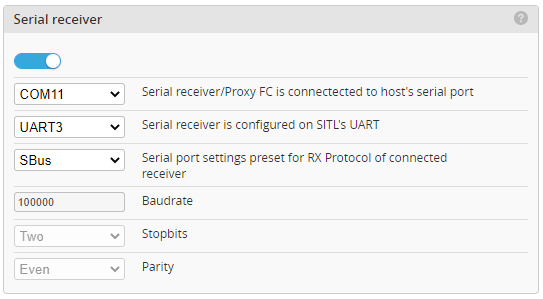 Serial receiver
?
COM11 Serial receiver/Proxy FC is connectected to host's serial port
UART3 Serial receiver is configured on SITL's UART
SBus Serial port settings preset for RX Protocol of connected
receiver
100000 Baudrate
Two Stopbits
Even Parity